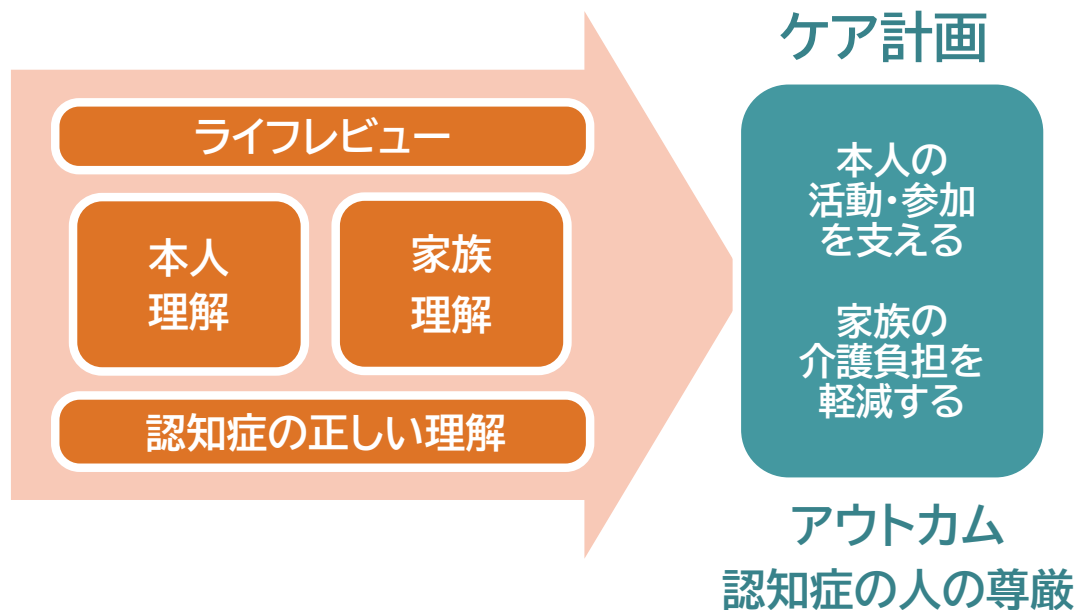 ライフレビュー
本人
理解
家族
理解
認知症の正しい理解
ケア計画
本人の
活動・参加
を支える
家族の
介護負担を
軽減する
アウトカム
認知症の人の尊厳